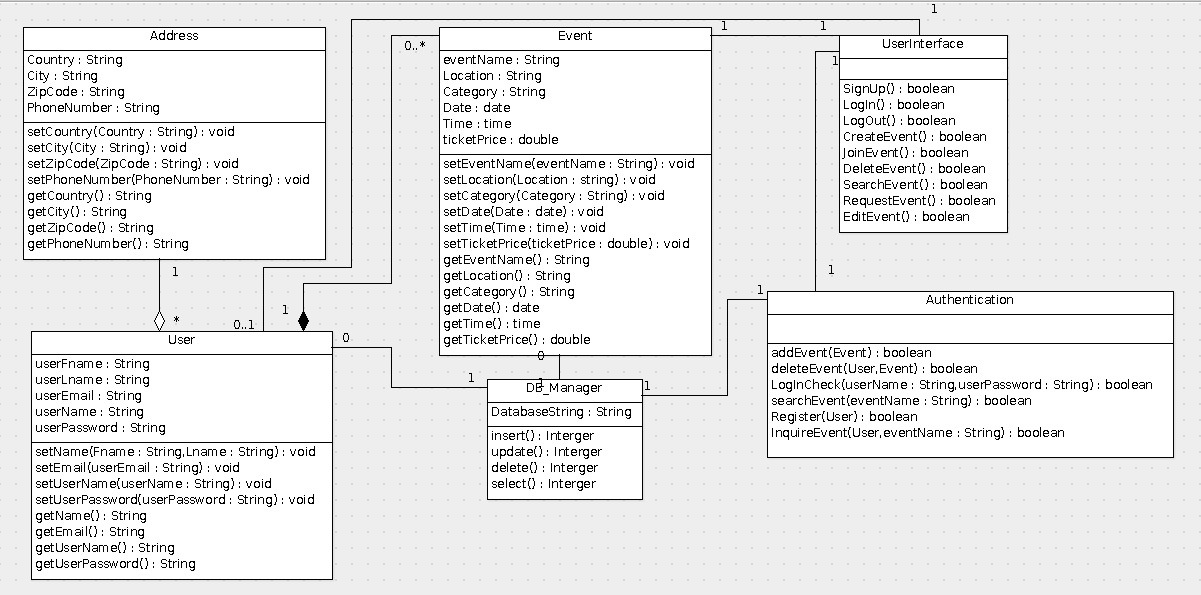 Address
Country : String
City : String
ZipCode : String
PhoneNumber : String
setCountry(Country : String) : void
setCity(City : String) : void
setZipCode(ZipCode : String) : void
setPhoneNumber(PhoneNumber : String) : void
getCountry() : String
getCity() : String
getZipCode() : String
getPhoneNumber() : String
1
*
0..1
1
0..*
User
userFname : String
userLname : String
userEmail : String
userName : String
userPassword : String
setName(Fname : String,Lname : String) : void
setEmail(userEmail : String) : void
setUserName(userName : String) : void
setUserPassword(userPassword : String) : void
getName() : String
getEmail() : String
getUserName() : String
getUserPassword() : String
0
1
Event
eventName : String
Location : String
Category : String
Date : date
Time : time
ticketPrice : double
setEventName(eventName : String) : void
setLocation(Location : string) : void
setCategory(Category : String) : void
setDate(Date : date) : void
setTime(Time : time) : void
setTicketPrice(ticketPrice : double) : void
getEventName() : String
getLocation() : String
getCategory() : String
getDate() : date
getTime() : time
getTicketPrice() : double
0
1
DB_Manager
DatabaseString : String
insert() : Interger
update() : Interger
delete() : Interger
select() : Interger
1
1
1
1
1
UserInterface
1
SignUp() : boolean
LogIn() : boolean
LogOut() : boolean
CreateEvent() : boolean
JoinEvent() : boolean
DeleteEvent() : boolean
SearchEvent() : boolean
RequestEvent() : boolean
EditEvent() : boolean
1
Authentication
addEvent(Event) : boolean
deleteEvent(User,Event) : boolean
LogInCheck(userName : String,userPassword : String) : boolean
searchEvent(eventName : String) : boolean
Register(User) : boolean
InquireEvent(User,eventName : String) : boolean